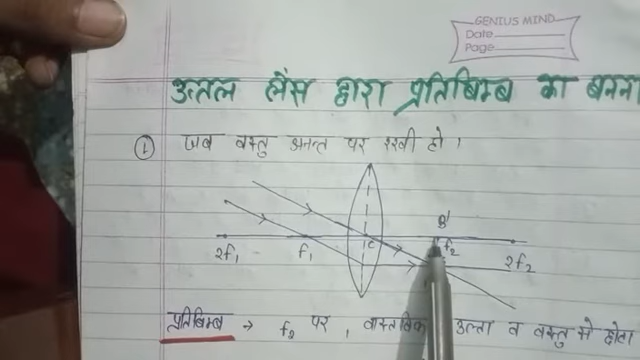 GENIUS MIND
Date
Page
उत्तल लेंस द्वारा प्रतिबिम्ब का बनना
① जब वस्तु अनन्त पर रखी हो ।
B'
2f₁ f₁ c f₂ 2f₂
प्रतिबिम्ब → f₂ पर , वास्तविक उल्टा व वस्तु से छोटा